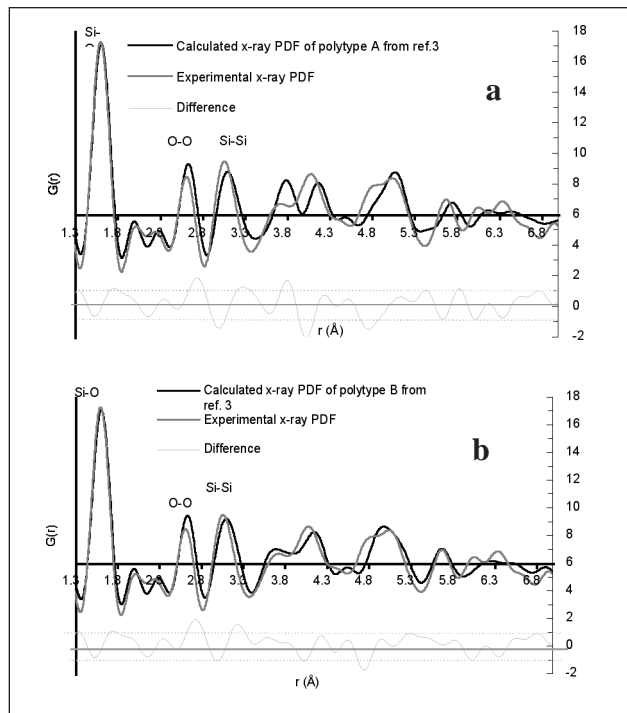 Si-
Calculated x-ray PDF of polytype A from ref.3
Experimental x-ray PDF
Difference
a
O-O
Si-Si
G(r)
18
16
14
12
10
8
6
4
2
0
-2
1.3
1.8
2.3
2.8
3.3
3.8
4.3
4.8
5.3
5.8
6.3
6.8
r (Å)
Si-O
Calculated x-ray PDF of polytype B from
ref. 3
Experimental x-ray PDF
Difference
b
O-O
Si-Si
G(r)
18
16
14
12
10
8
6
4
2
0
-2
1.3
1.8
2.3
2.8
3.3
3.8
4.3
4.8
5.3
5.8
6.3
6.8
r (Å)